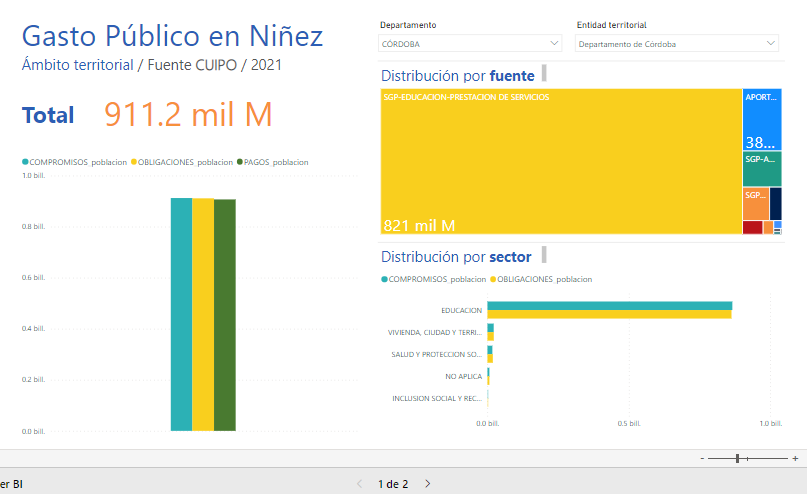 Gasto Público en Niñez
Ámbito territorial / Fuente CUIPO / 2021
Total 911.2 mil M
COMPROMISOS_poblacion OBLIGACIONES_poblacion PAGOS_poblacion
1.0 bill.
0.8 bill.
0.6 bill.
0.4 bill.
0.2 bill.
0.0 bill.
Departamento
CÓRDOBA
Entidad territorial
Departamento de Córdoba
Distribución por fuente
SGP-EDUCACION-PRESTACION DE SERVICIOS
821 mil M
APORT...
38...
SGP-A...
SGP...
Distribución por sector
COMPROMISOS_poblacion OBLIGACIONES_poblacion
EDUCACION
VIVIENDA, CIUDAD Y TERRI...
SALUD Y PROTECCION SO...
NO APLICA
INCLUSION SOCIAL Y REC...
0.0 bill. 0.5 bill. 1.0 bill.
- +
er BI
1 de 2